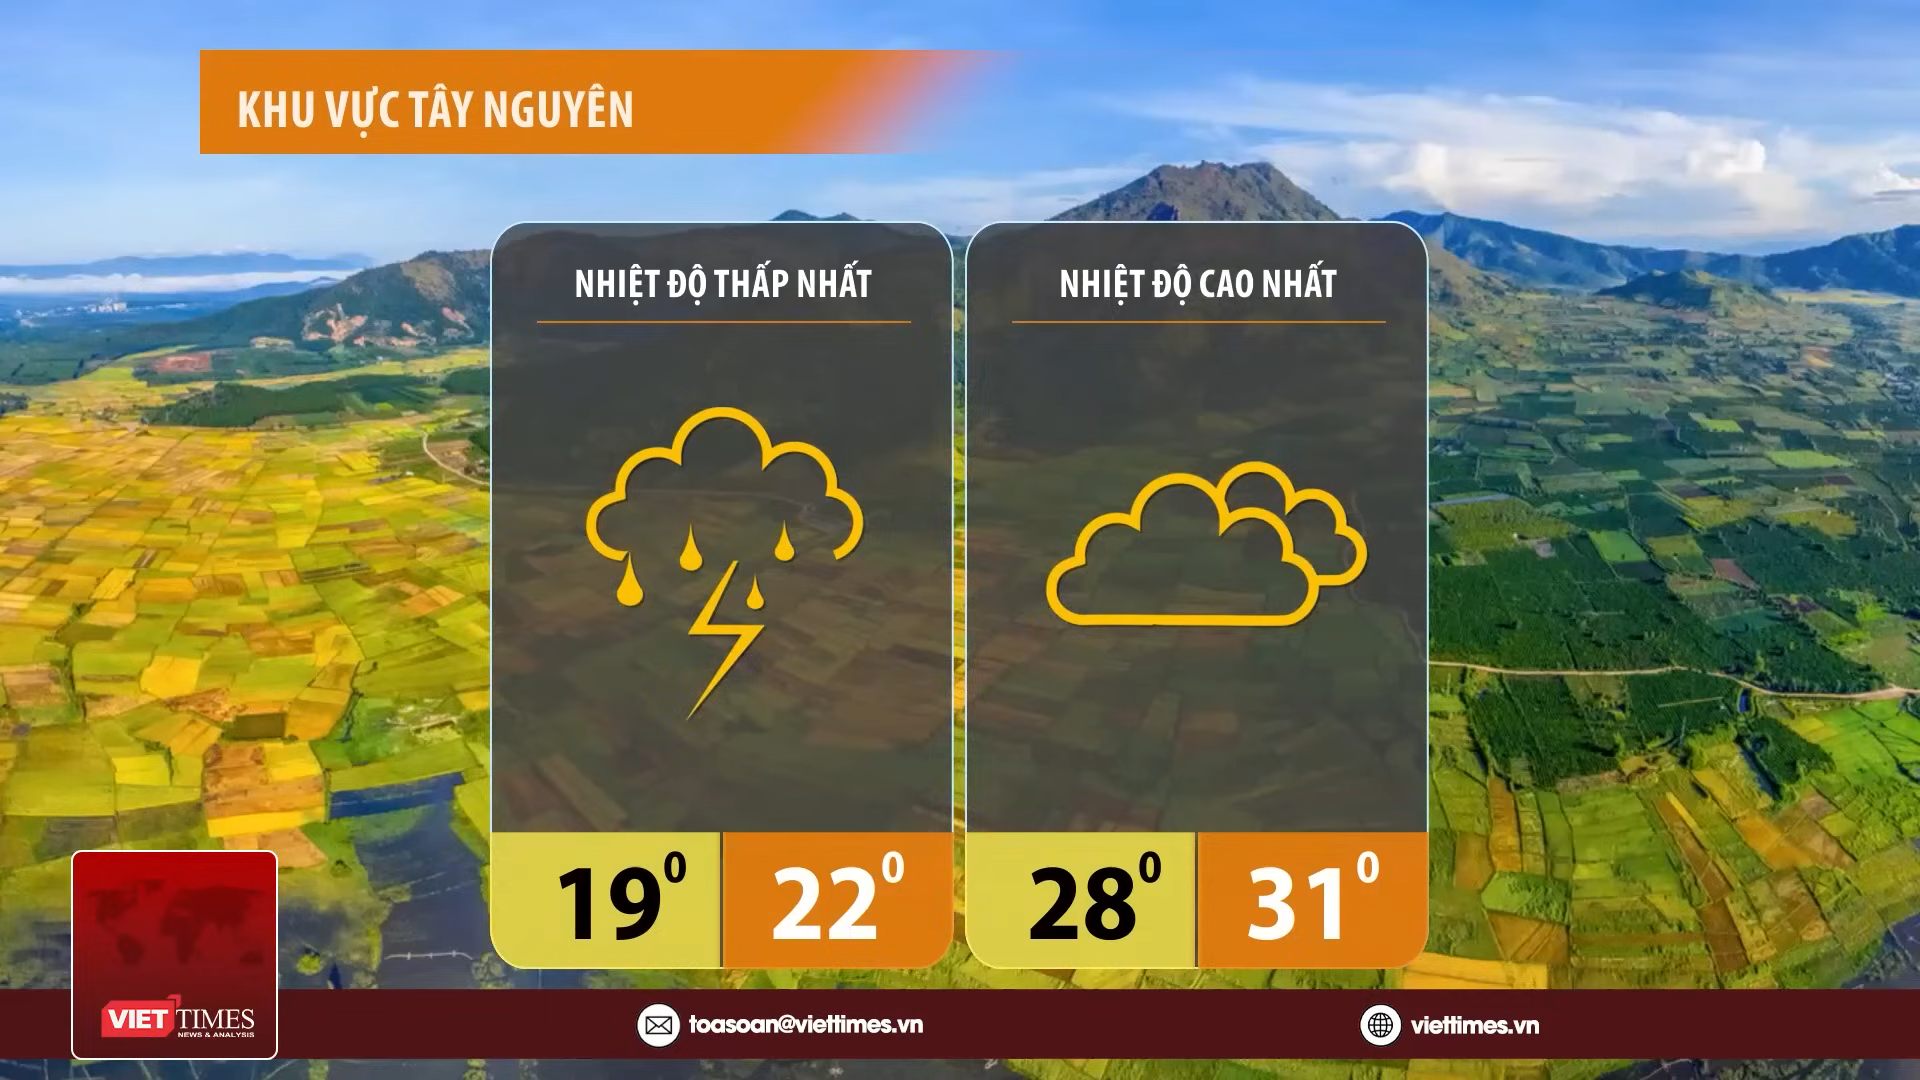 KHU VỰC TÂY NGUYÊN
NHIỆT ĐỘ THẤP NHẤT
NHIỆT ĐỘ CAO NHẤT
19⁰
22⁰
28⁰
31⁰
VIETTIMES
NEWS & ANALYSIS
toasoan@viettimes.vn
viettimes.vn